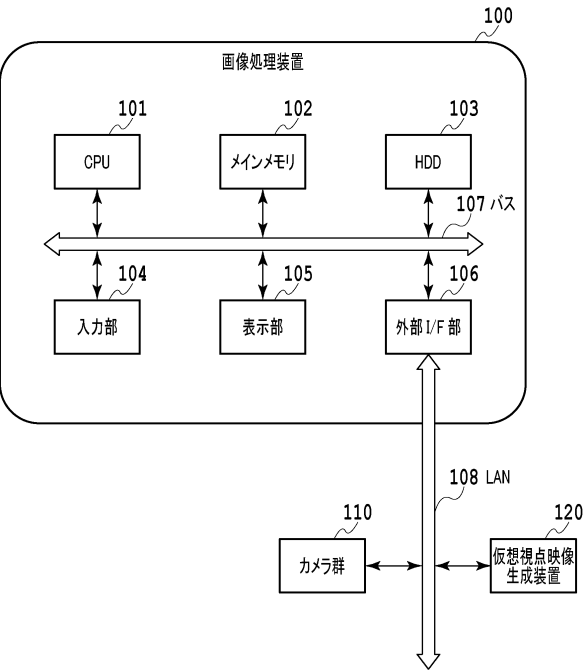 100
画像処理装置
101
102
103
CPU
メインメモリ
HDD
107 バス
104
105
106
入力部
表示部
外部I/F部
108 LAN
110
120
カメラ群
仮想視点映像
生成装置